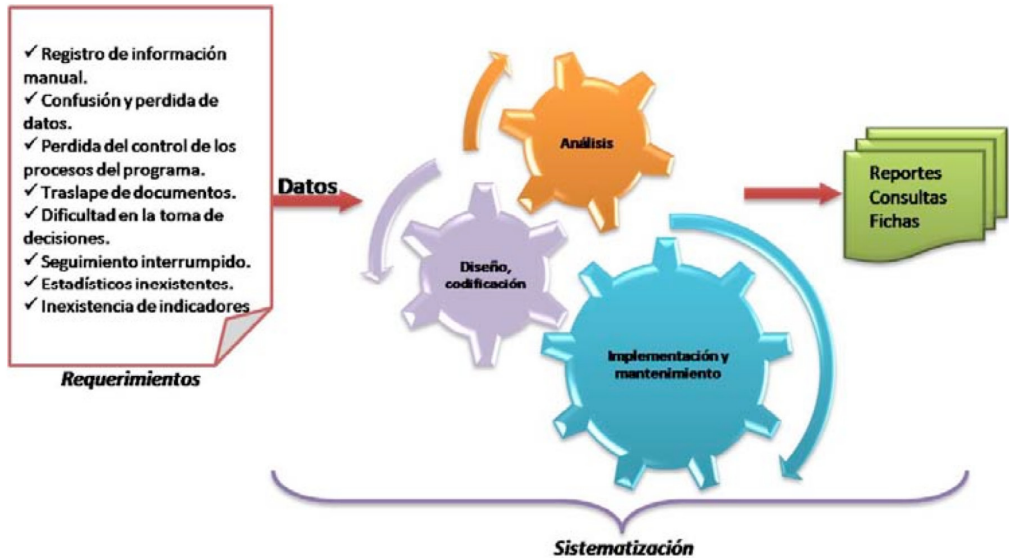 ✓ Registro de información
manual.
✓ Confusión y perdida de
datos.
✓ Perdida del control de los
procesos del programa.
✓ Traslape de documentos.
✓ Dificultad en la toma de
decisiones.
✓ Seguimiento interrumpido.
✓ Estadísticos inexistentes.
✓ Inexistencia de indicadores
Requerimientos
Datos
Análisis
Diseño,
codificación
Implementación y
mantenimiento
Reportes
Consultas
Fichas
Sistematización